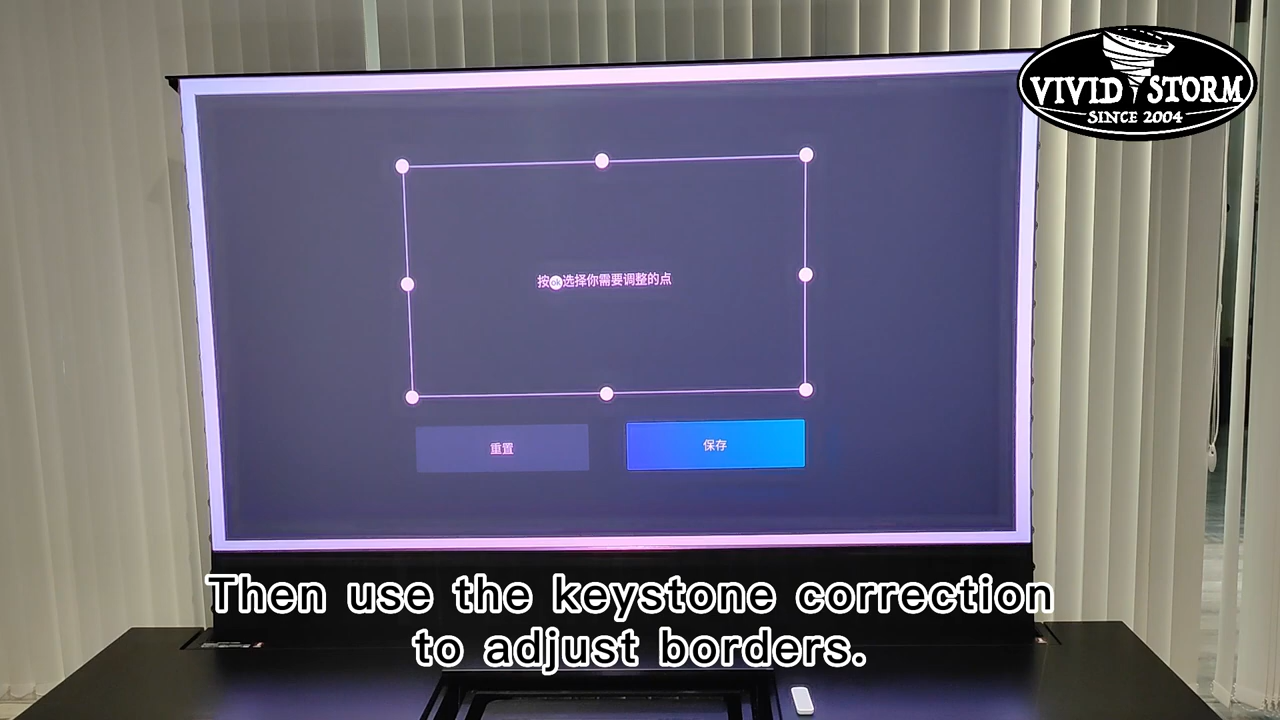 VIVID STORM
SINCE 2004
按ok选择你需要调整的点
重置
保存
Then use the keystone correction
to adjust borders.